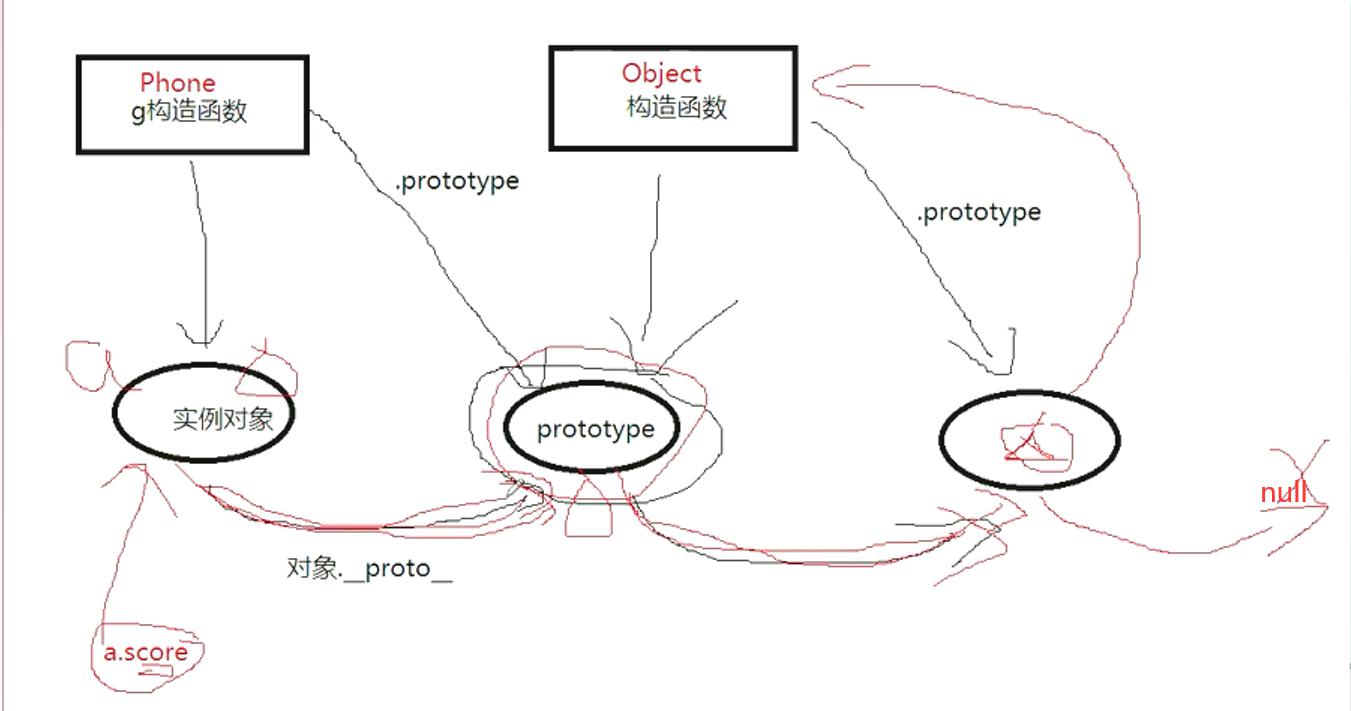 Phone
g构造函数
Object
构造函数
.prototype
.prototype
实例对象
prototype
null
对象.__proto__
a.score